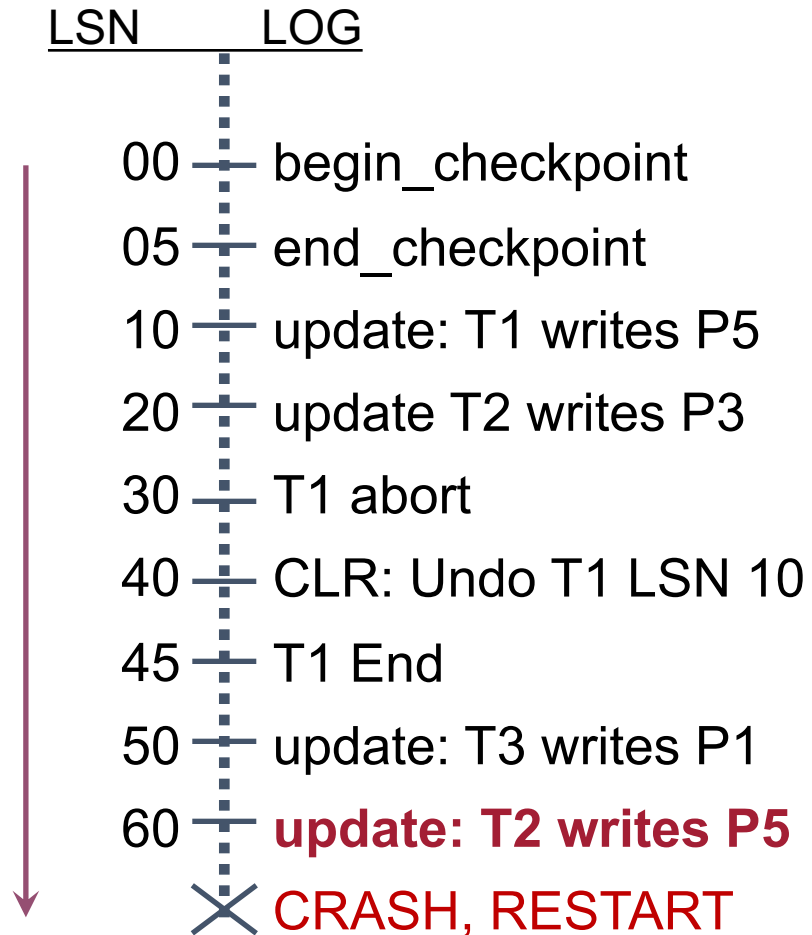 LSN LOG
00 begin_checkpoint
05 end_checkpoint
10 update: T1 writes P5
20 update T2 writes P3
30 T1 abort
40 CLR: Undo T1 LSN 10
45 T1 End
50 update: T3 writes P1
60 update: T2 writes P5
CRASH, RESTART